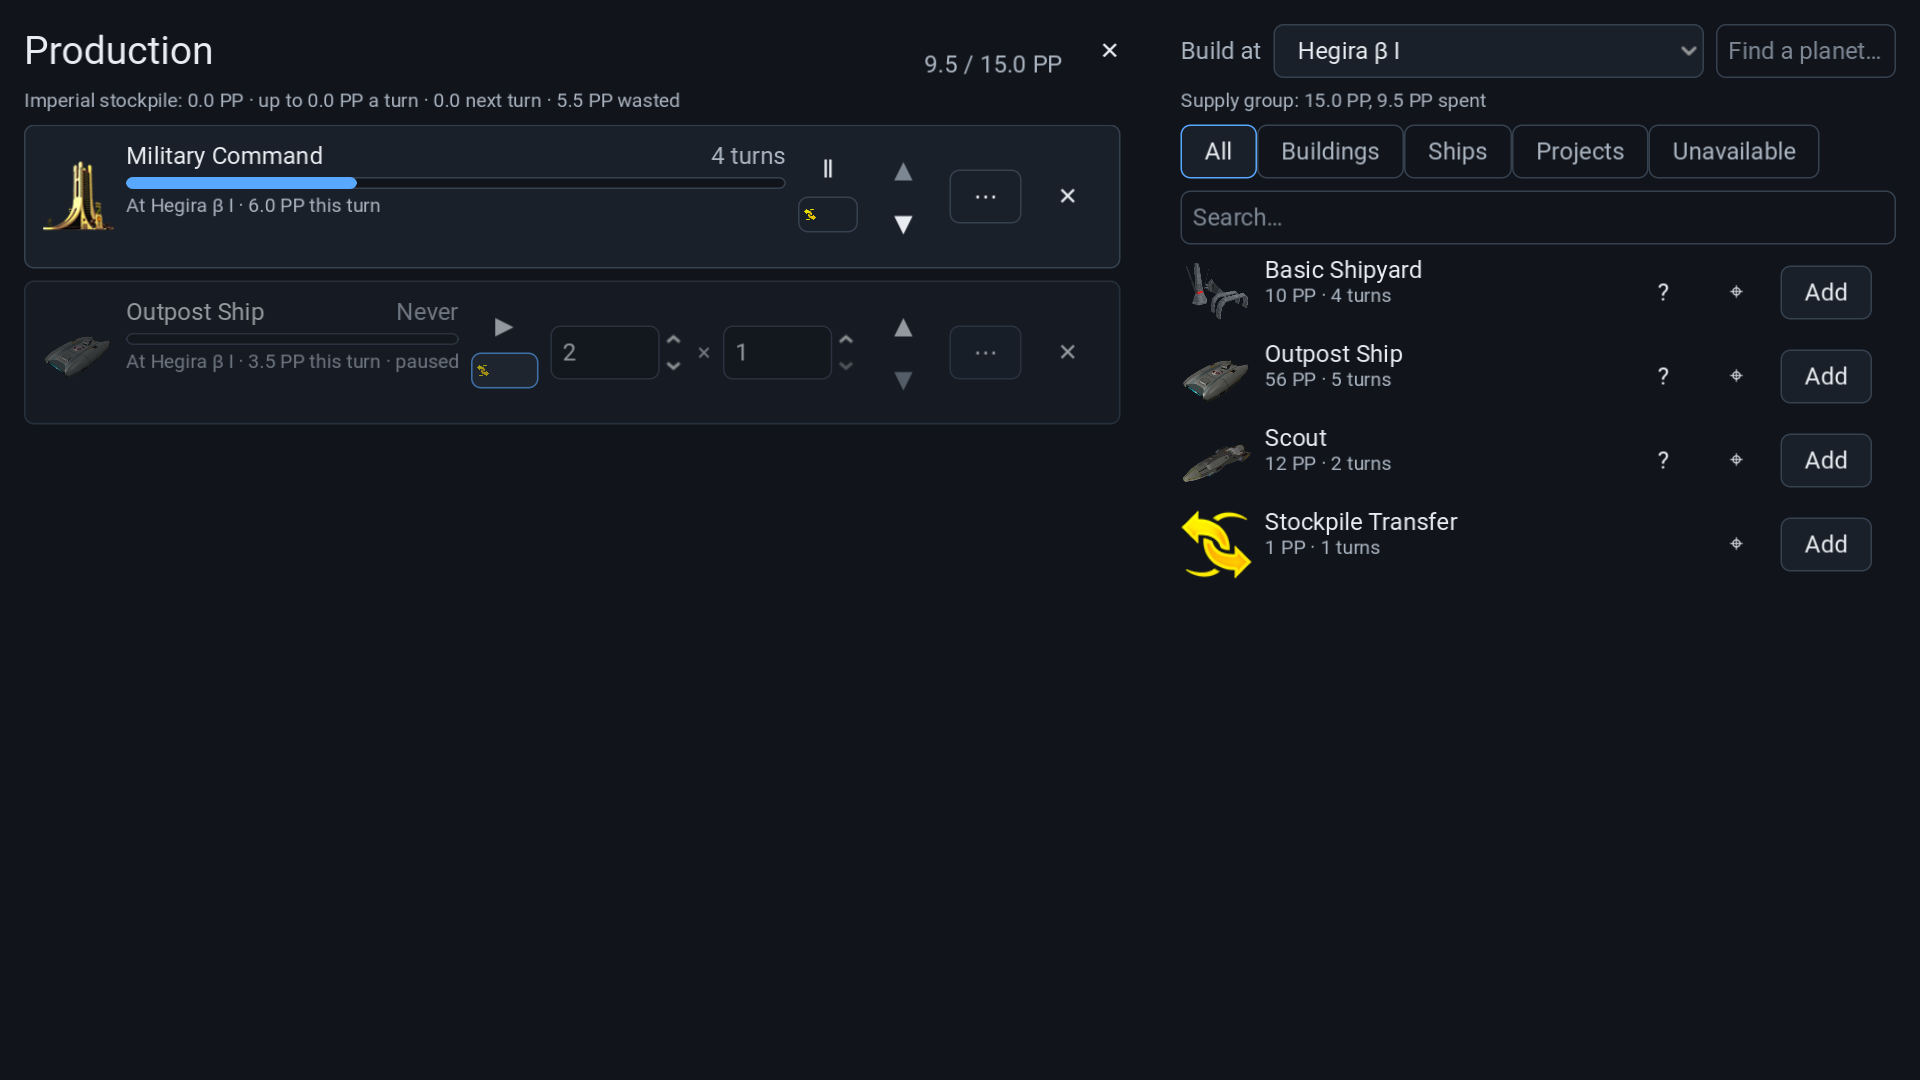 Production
9.5 / 15.0 PP
×
Imperial stockpile: 0.0 PP · up to 0.0 PP a turn · 0.0 next turn · 5.5 PP wasted
Military Command
4 turns
At Hegira β I · 6.0 PP this turn
⋯
×
Outpost Ship
Never
At Hegira β I · 3.5 PP this turn · paused
2
×
1
⋯
×
Build at
Hegira β I
Find a planet…
Supply group: 15.0 PP, 9.5 PP spent
All
Buildings
Ships
Projects
Unavailable
Search…
Basic Shipyard
10 PP · 4 turns
?
Add
Outpost Ship
56 PP · 5 turns
?
Add
Scout
12 PP · 2 turns
?
Add
Stockpile Transfer
1 PP · 1 turns
Add